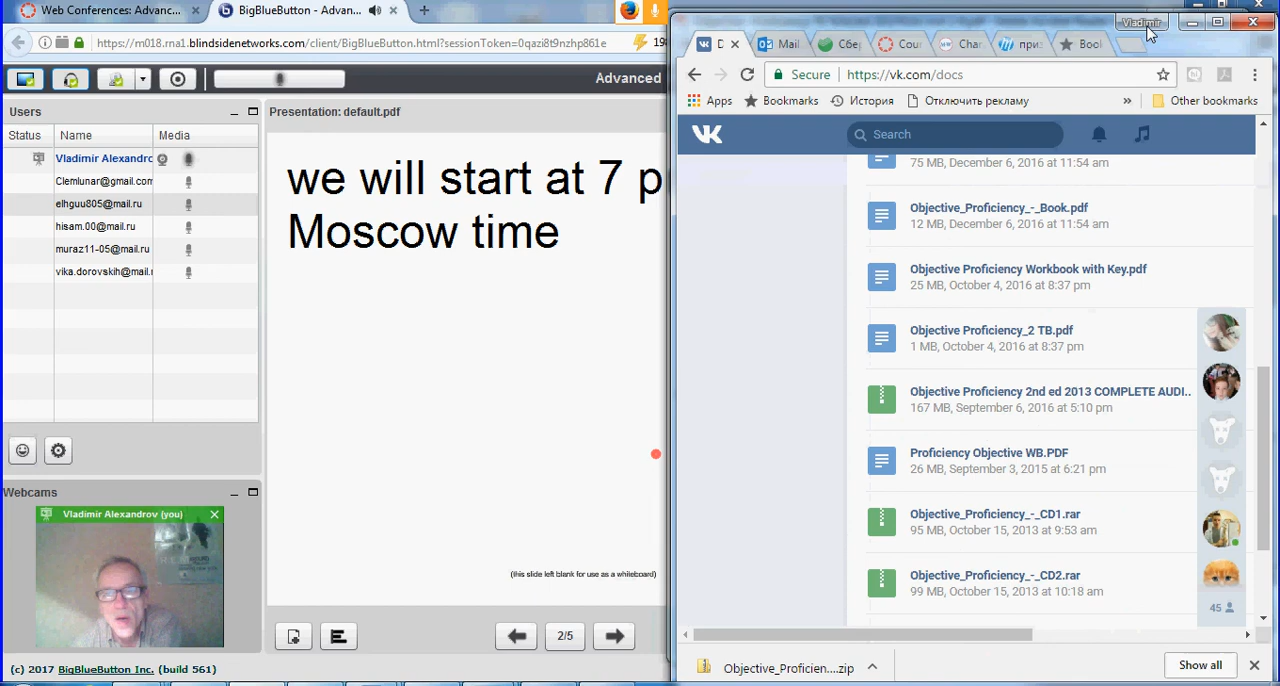 Web Conferences: Advanc...
BigBlueButton - Advan...
https://m018.rna1.blindsidenetworks.com/client/BigBlueButton.html?sessionToken=0qazi8t9nzhp861e
198
Advanced
Users
Status Name Media
Vladimir Alexandro
Clemlunar@gmail.com
elhguu805@mail.ru
hisam.00@mail.ru
muraz11-05@mail.ru
vika.dorovskih@mail.r
Webcams
Vladimir Alexandrov (you)
(c) 2017 BigBlueButton Inc. (build 561)
Presentation: default.pdf
we will start at 7 p
Moscow time
(this slide left blank for use as a whiteboard)
2/5
Vladimir
D
Mail
Сбер
Cour
Chan
приз
Bool
Secure https://vk.com/docs
Apps Bookmarks История Отключить рекламу » Other bookmarks
Search
75 MB, December 6, 2016 at 11:54 am
Objective_Proficiency_-_Book.pdf
12 MB, December 6, 2016 at 11:54 am
Objective Proficiency Workbook with Key.pdf
25 MB, October 4, 2016 at 8:37 pm
Objective Proficiency_2 TB.pdf
1 MB, October 4, 2016 at 8:37 pm
Objective Proficiency 2nd ed 2013 COMPLETE AUDI..
167 MB, September 6, 2016 at 5:10 pm
Proficiency Objective WB.PDF
26 MB, September 3, 2015 at 6:21 pm
Objective_Proficiency_-_CD1.rar
95 MB, October 15, 2013 at 9:53 am
Objective_Proficiency_-_CD2.rar
99 MB, October 15, 2013 at 10:18 am
45
Objective_Proficien....zip
Show all